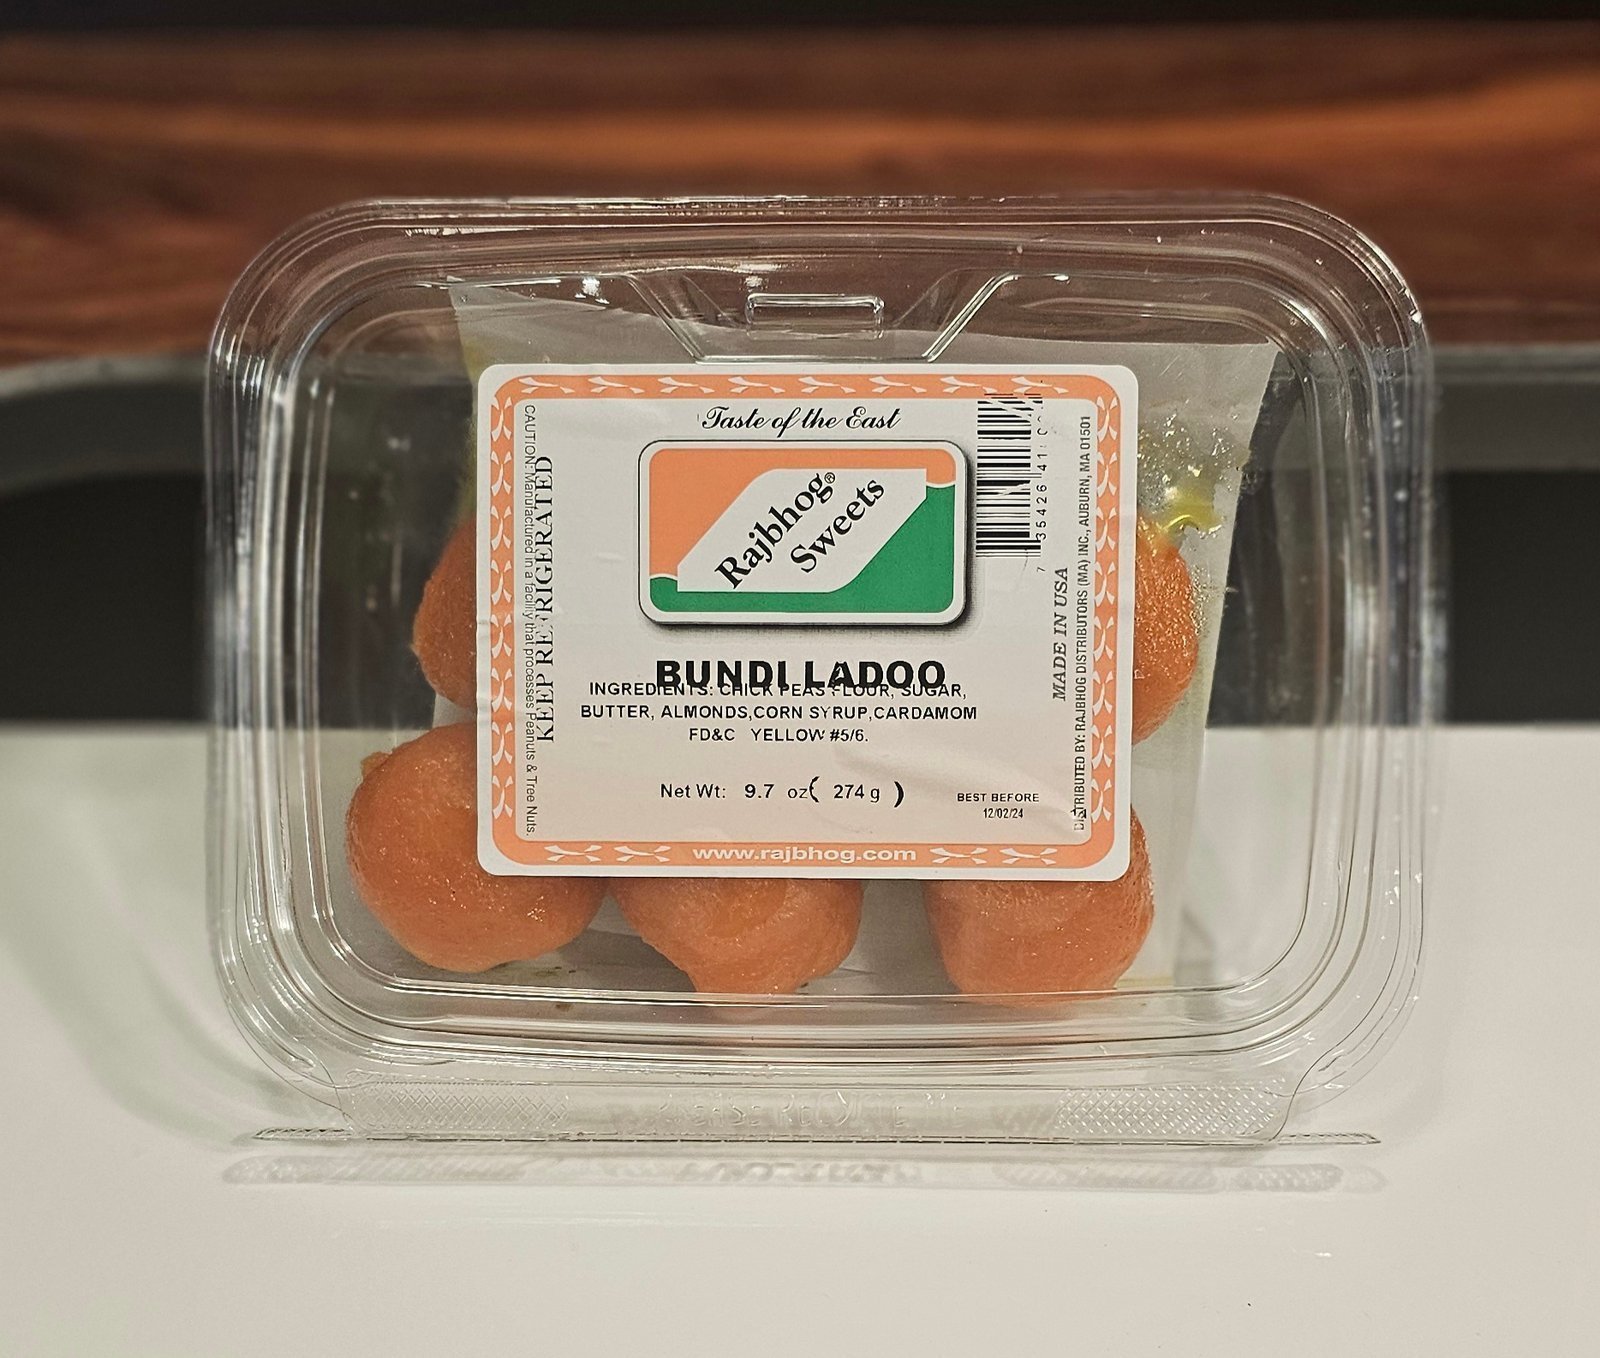 Taste of the East
Rajbhog®
Sweets
BUNDI LADOO
INGREDIENTS: CHICK PEAS FLOUR, SUGAR,
BUTTER, ALMONDS,CORN SYRUP,CARDAMOM
FD&C YELLOW #5/6.
Net Wt: 9.7 oz( 274 g )
BEST BEFORE
12/02/24
www.rajbhog.com
CAUTION: Manufactured in a facility that processes Peanuts & Tree Nuts.
KEEP REFRIGERATED
7 35426 41
MADE IN USA
DISTRIBUTED BY: RAJBHOG DISTRIBUTORS (MA) INC., AUBURN, MA 01501